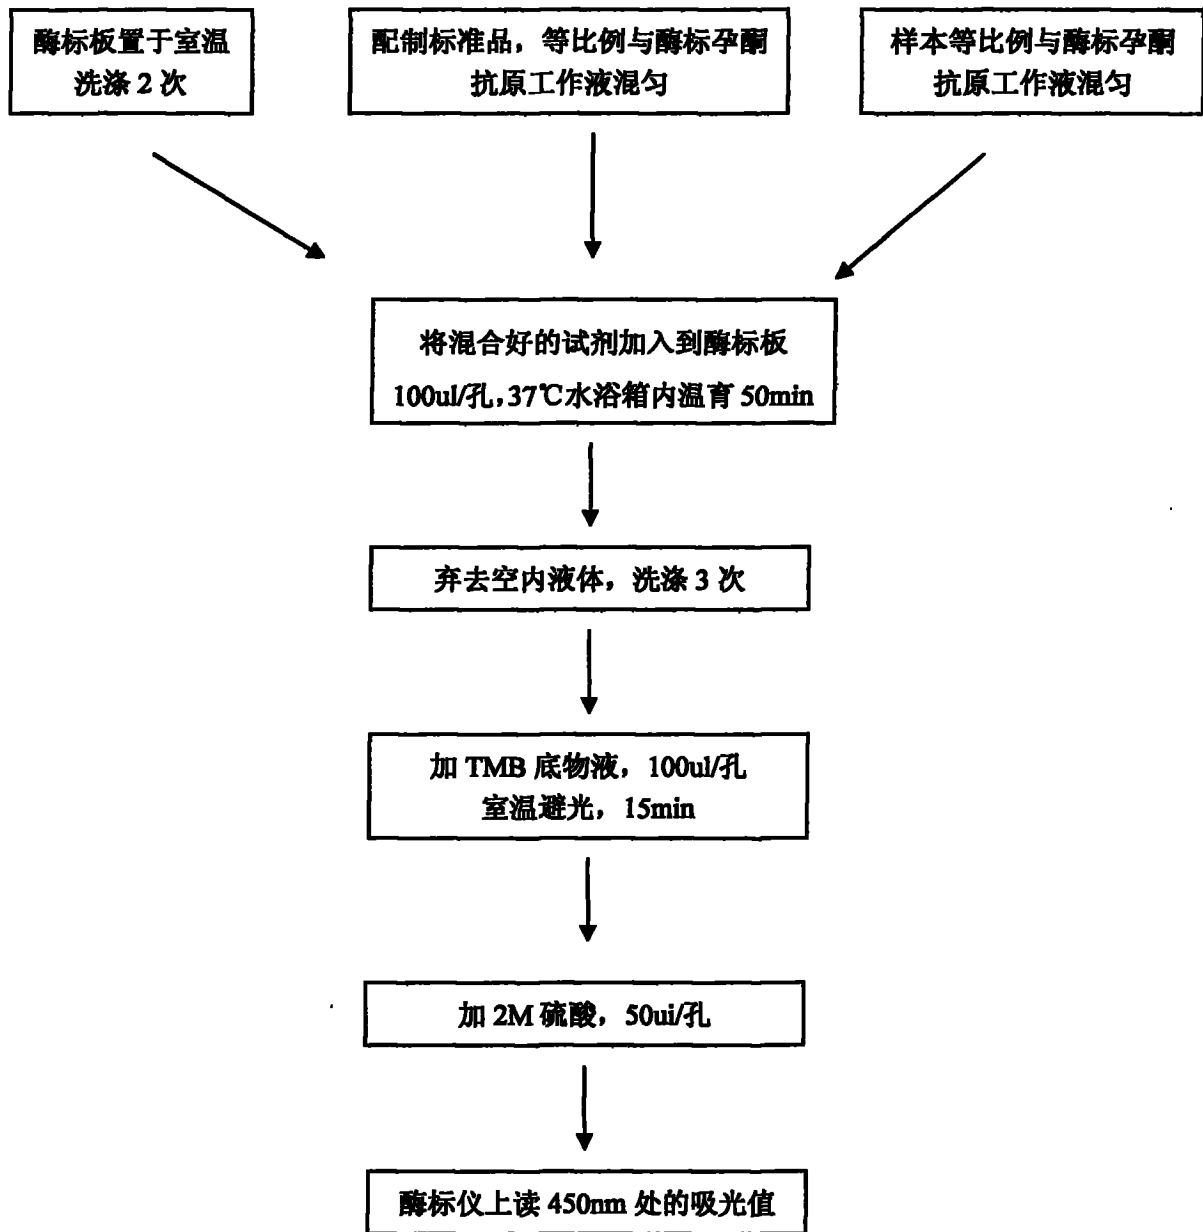 酶标板置于室温
洗涤 2 次
配制标准品，等比例与酶标孕酮
抗原工作液混匀
样本等比例与酶标孕酮
抗原工作液混匀
将混合好的试剂加入到酶标板
100ul/孔，37℃水浴箱内温育 50min
弃去空内液体，洗涤 3 次
加 TMB 底物液，100ul/孔
室温避光，15min
加 2M 硫酸，50ui/孔
酶标仪上读 450nm 处的吸光值